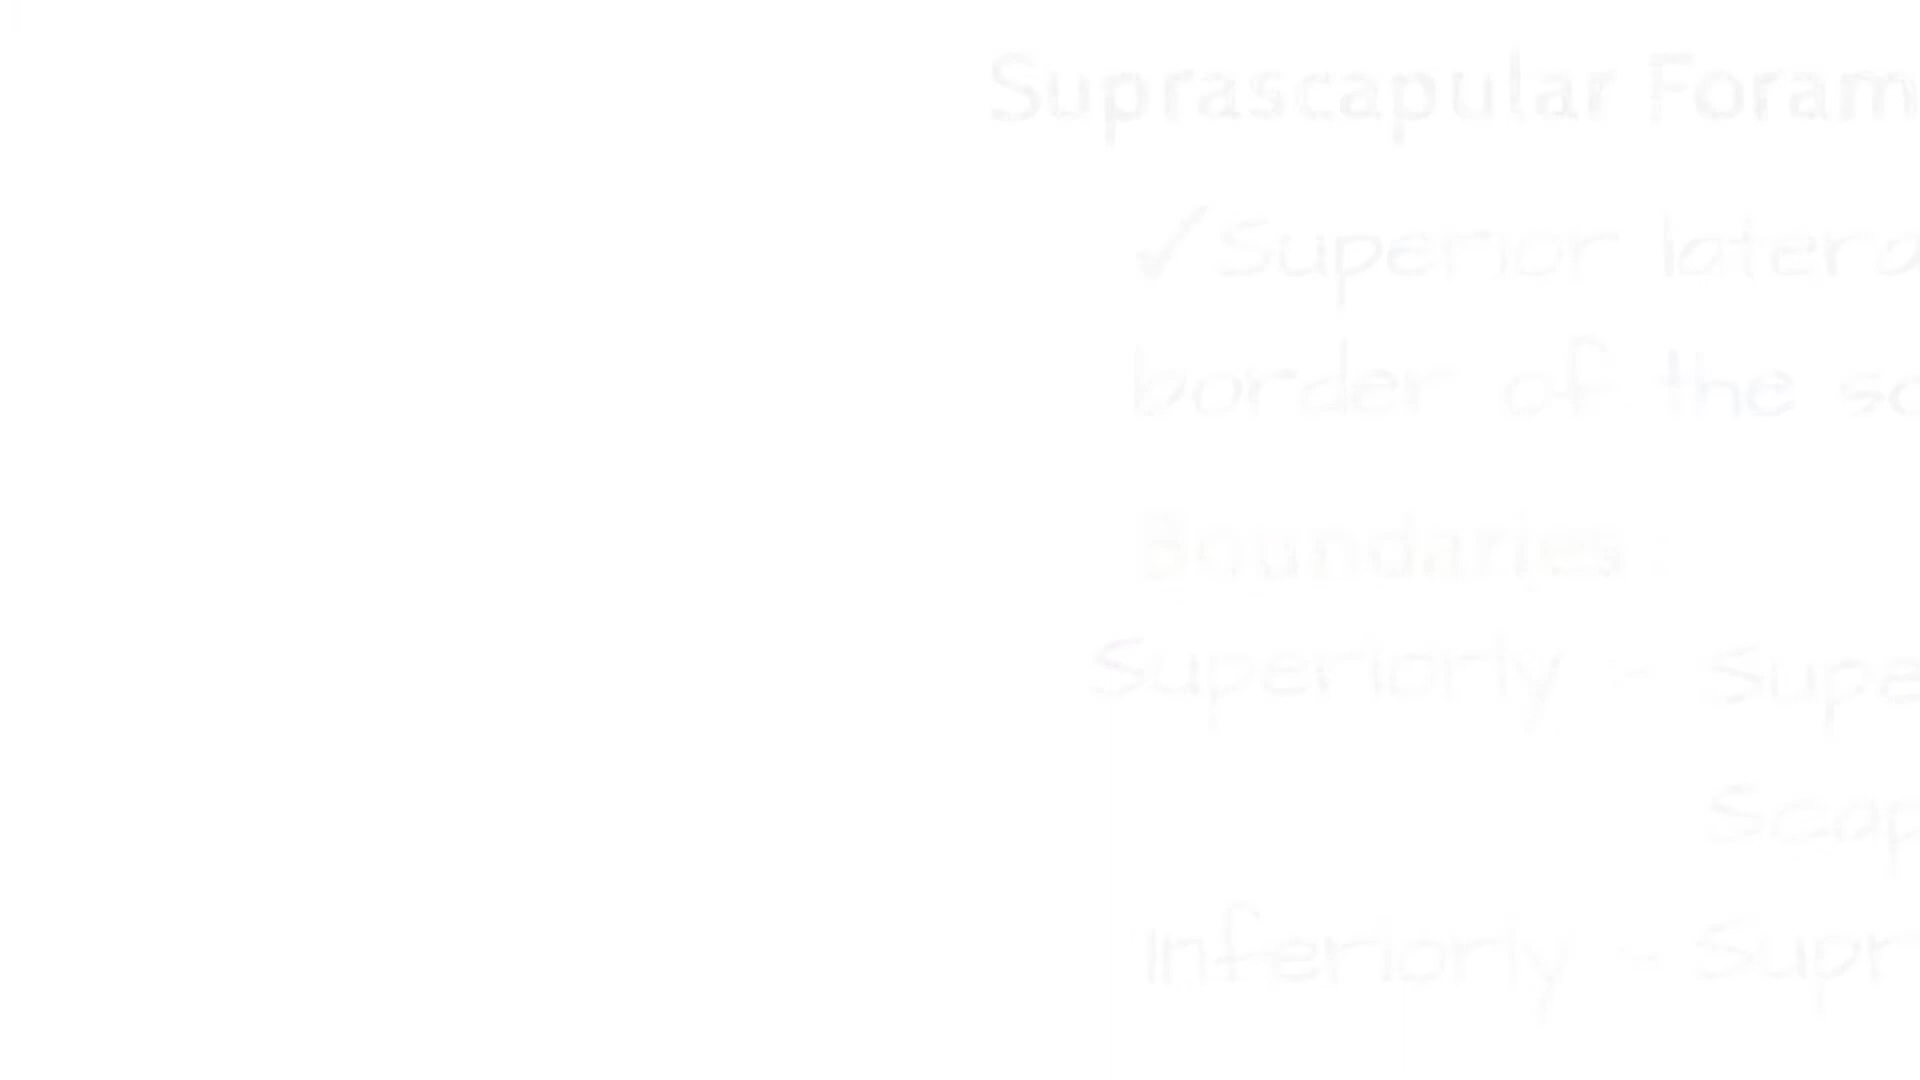 Suprascapular Foram
✓Superior latera
border of the sc
Boundaries :
Superiorly :- Supe
Scap
Inferiorly :- Supr